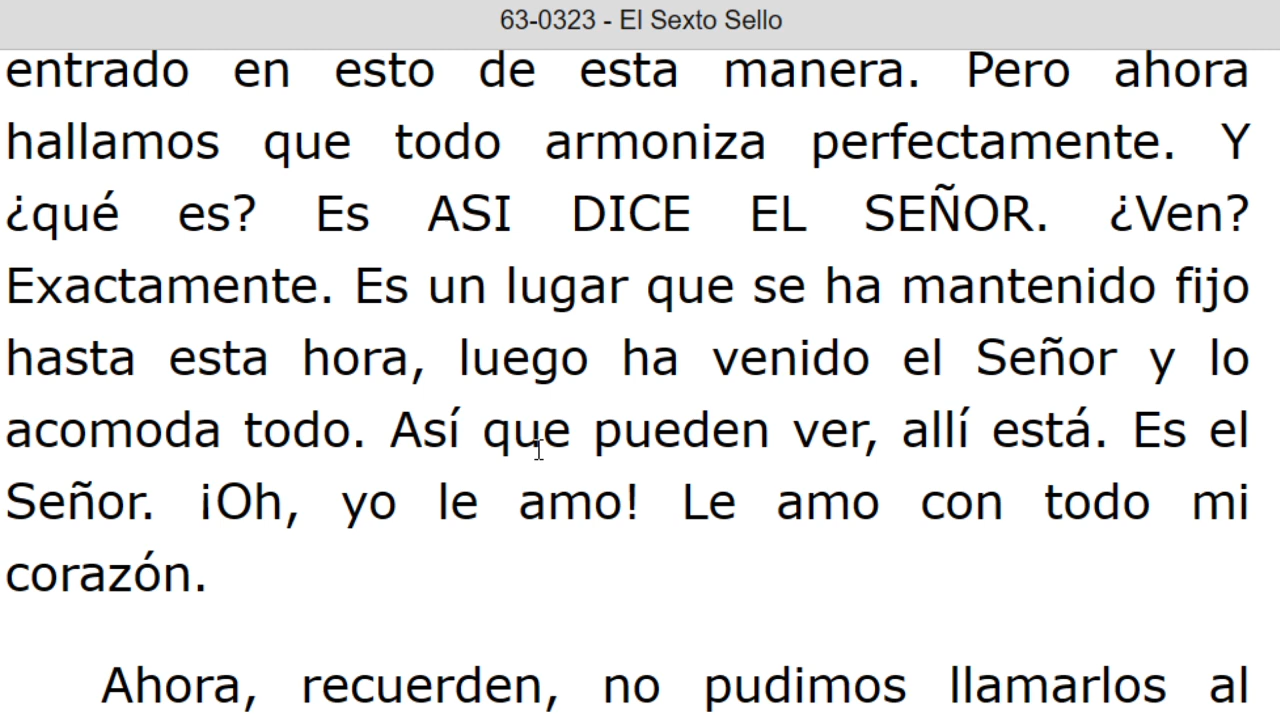 63-0323 - El Sexto Sello
entrado en esto de esta manera. Pero ahora
hallamos que todo armoniza perfectamente. Y
¿qué es? Es ASI DICE EL SEÑOR. ¿Ven?
Exactamente. Es un lugar que se ha mantenido fijo
hasta esta hora, luego ha venido el Señor y lo
acomoda todo. Así que pueden ver, allí está. Es el
Señor. ¡Oh, yo le amo! Le amo con todo mi
corazón.
Ahora, recuerden, no pudimos llamarlos al